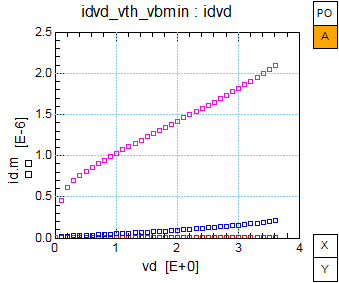 idvd_vth_vbmin : idvd
PO
A
2.5
2.0
1.5
1.0
0.5
0.0
id.m [E-6]
0 1 2 3 4
vd [E+0]
X
Y